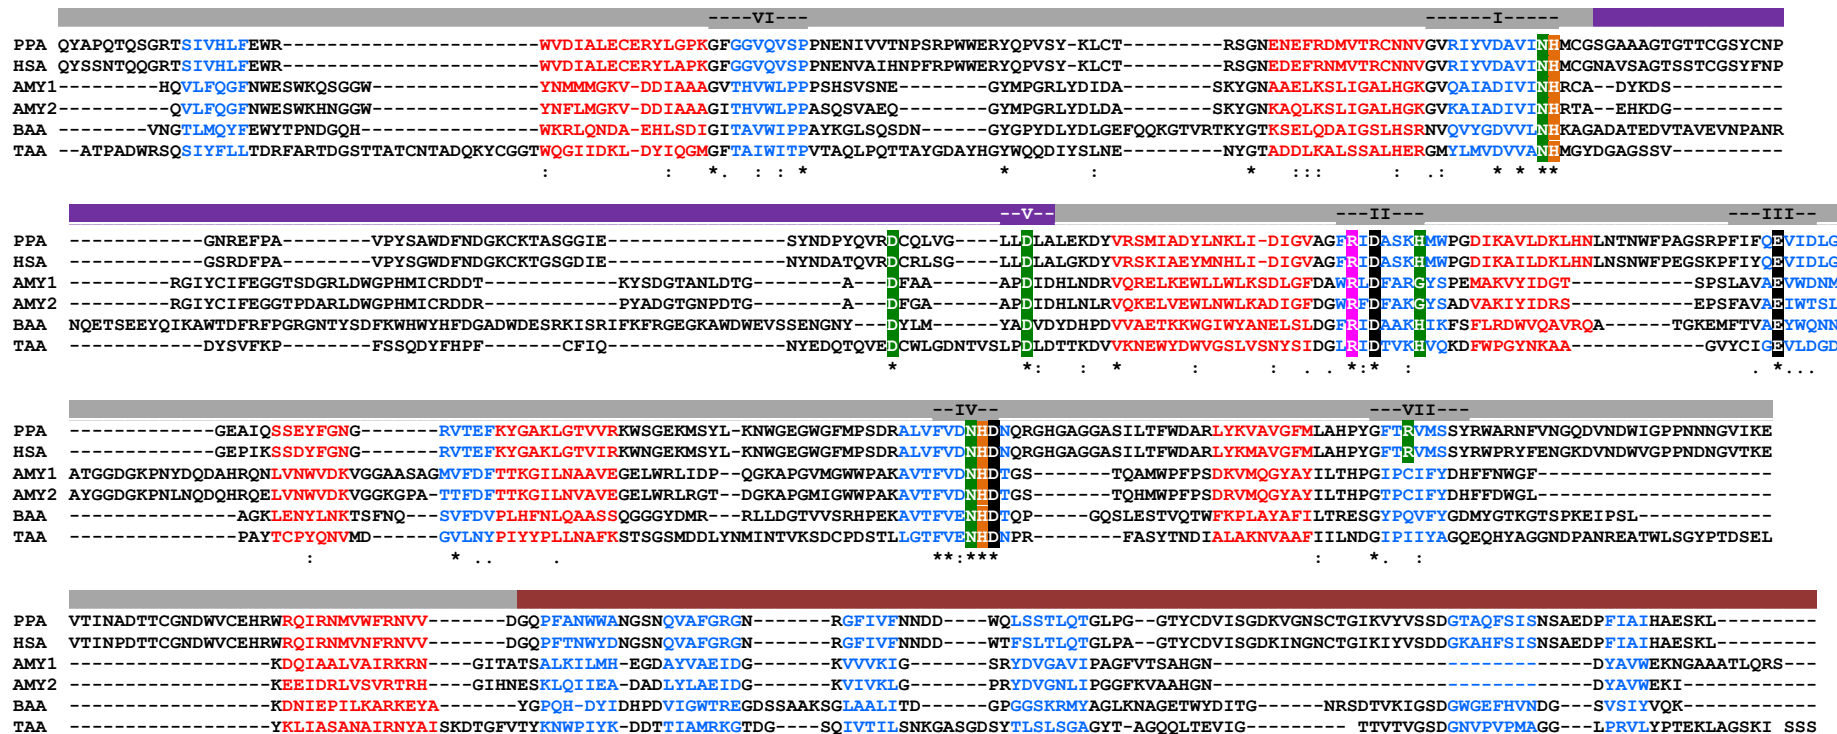 ----VI--- ------I-----
PPA QYAPQTQSGRTSIVHLFEWR-----------------------WVDIALECERYLGPKGFGGVQVSPPNENIVVTNPSRPWWERYQPVSY-KLCT--------RSGNENEFRDMVTRCNNVGVRIYVDAVINHMCGSGAAAGTGTTCGSYCNP
HSA QYSSNTQQGRTSIVHLFEWR-----------------------WVDIALECERYLAPKGFGGVQVSPPNENVAIHNPFRPWWERYQPVSY-KLCT--------RSGNEDEFRNMVTRCNNVGVRIYVDAVINHMCGNAVSAGTSSTCGSYFNP
AMY1 ---------HQVLFQGFNWESWKQSGGW---------------YNMMMGKV-DDIAAAGVTHVWLPPPSHSVSNE---------GYMPGRLYDIDA------SKYGNAAELKSLIGALHGKGVQAIADIVINHRCA--DYKDS---------
AMY2 ---------QVLFQGFNWESWKHNGGW---------------YNFLMGKV-DDIAAAGITHVWLPPASQSVAEQ---------GYMPGRLYDLDA------SKYGNKAQLKSLIGALHGKGVKAIADIVINHRTA--EHKDG----------
BAA --------VNGTLMQYFEWYTPNDGQH----------------WKRLQNDA-EHLSDIGITAVWIPPAYKGLSQSDN-------GYGPYDLYDLGEFQQKGTVRTKYGTKSELQDAIGSLHSRNVQVYGDVVLNHKAGADATEDVTAVEVNPANR
TAA --ATPADWRSQSIYFLLTDRFARTDGSTTATCNTADQKYCGGTWQGIIDKL-DYIQGMGFTAIWITPVTAQLPQTTAYGDAYHGYWQQDIYSLNE------NYGTADDLKALSSALHERGMYLMVDVVANHMGYDGAGSSV----------
: : *. : : * * : * ::: .: * * **
--V-- ---II--- ---III--
PPA ------------GNREFPA--------VPYSAWDFNDGKCKTASGGIE-------------SYNDPYQVRDCQLVG----LLDLALEKDYVRSMIADYLNKLI-DIGVAGFRIDASKHMWPGDIKAVLDKLHNLNTNWFPAGSRPFIFQEVIDLG
HSA ------------GSRDFPA--------VPYSGWDFNDGKCKTGSGDIE-------------NYNDATQVRDCRLSG----LLDLALGKDYVRSKIAEYMNHLI-DIGVAGFRIDASKHMWPGDIKAILDKLHNLNSNWFPEGSKPFIYQEVIDLG
AMY1 ---------RGIYCIFEGGTSDGRLDWGPHMICRDDT---------KYSDGTANLDTG--------A--DFAA---APDIDHLNDRVQRELKEWLLWLKSDLGFDAWRLDFARGYSPEMAKVYIDGT----------SPSLAVAEVWDNM
AMY2 ---------RGIYCIFEGGTPDARLDWGPHMICRDDR---------PYADGTGNPDTG--------A--DFGA---APDIDHLNLRVQKELVEWLNWLKADIGFDGWRFDFAKGYSADVAKIYIDRS----------EPSFAVAEIWTSL
BAA NQETSEEYQIKAWTDFRFPGRGNTYSDFKWHWYHFDGADWDESRKISRIFKFRGEGKAWDWEVSSENGNY---DYLM------YADVDYDHPDVVAETKKWGIWYANELSLDGFRIDAAKHIKFSFLRDWVQAVRQA-------TGKEMFTVAEYWQNN
TAA ------------DYSVFKP--------FSSQDYFHPF------CFIQ--------------NYEDQTQVEDCWLGDNTVSLPDLDTTKDVVKNEWYDWVGSLVSNYSIDGLRIDTVKHVQKDFWPGYNKAA--------------GVYCIGEVLDGD
* *: : * : : . . *:* : . *...
--IV-- ---VII---
PPA -------------GEAIQSSEYFGNG-------RVTEFKYGAKLGTVVRKWSGEKMSYL-KNWGEGWGFMPSDRALVFVDNHDNQRGHGAGGASILTFWDARLYKVAVGFMLAHPYGFTRVMSSYRWARNFVNGQDVNDWIGPPNNNGVIKE
HSA -------------GEPIKSSDYFGNG-------RVTEFKYGAKLGTVIRKWNGEKMSYL-KNWGEGWGFMPSDRALVFVDNHDNQRGHGAGGASILTFWDARLYKMAVGFMLAHPYGFTRVMSSYRWPRYFENGKDVNDWVGPPNDNGVTKE
AMY1 ATGGDGKPNYDQDAHRQNLVNWVDKVGGAASAGMVFDFTTKGILNAAVEGELWRLIDP--QGKAPGVMGWWPAKAVTFVDNHDTGS-------TQAMWPFPSDKVMQGYAYILTHPGIPCIFYDHFFNWGF---------------------
AMY2 AYGGDGKPNLNQDQHRQELVNWVDKVGGKGPA-TTFDFTTKGILNVAVEGELWRLRGT--DGKAPGMIGWWPAKAVTFVDNHDTGS-------TQHMWPFPSDRVMQGYAYILTHPGTPCIFYDHFFDWGL---------------------
BAA ---------------AGKLENYLNKTSFNQ---SVFDVPLHFNLQAASSQGGGYDMR---RLLDGTVVSRHPEKAVTFVENHDTQP-----GQSLESTVQTWFKPLAYAFILTRESGYPQVFYGDMYGTKGTSPKEIPSL------------
TAA ---------------PAYTCPYQNVMD------GVLNYPIYYPLLNAFKSTSGSMDDLYNMINTVKSDCPDSTLLGTFVENHDNPR-------FASYTNDIALAKNVAAFIILNDGIPIIYAGQEQHYAGGNDPANREATWLSGYPTDSEL
: * .. . **:*** : *. :
PPA VTINADTTCGNDWVCEHRWRQIRNMVWFRNVV-------DGQPFANWWANGSNQVAFGRGN-------RGFIVFNNDD----WQLSSTLQTGLPG--GTYCDVISGDKVGNSCTGIKVYVSSDGTAQFSISNSAEDPFIAIHAESKL------
HSA VTINPDTTCGNDWVCEHRWRQIRNMVNFRNVV-------DGQPFTNWYDNGSNQVAFGRGN-------RGFIVFNNDD----WTFSLTLQTGLPA--GTYCDVISGDKINGNCTGIKIYVSSDGKAHFSISNSAEDPFIAIHAESKL------
AMY1 ------------------KDQIAALVAIRKRN----GITATSALKILMH-EGDAYVAEIDG-------KVVVKIG-------SRYDVGAVIPAGFVTSAHGN-----------------------------DYAVWEKNGAAATLQRS---
AMY2 ------------------KEEIDRLVSVRTRH----GIHNESKLQIIEA-DADLYLAEIDG-------KVIVKLG-------PRYDVGNLIPGGFKVAAHGN-----------------------------DYAVWEKI------------
BAA ------------------KDNIEPILKARKEYA------YGPQH-DYIDHPDVIGWTREGDSSAAKSGLAALITD-------GPGGSKRMYAGLKNAGETWYDITG------NRSDTVKIGSDGWGEFHVNDG---SVSIYVQK--------
TAA ------------------YKLIASANAIRNYAISKDTGFVTYKNWPIYK-DDTTIAMRKGTDG----SQIVTILSNKGASGDSYTLSLSGAGYT-AGQQLTEVIG--------TTVTVGSDGNVPVPMAGG---LPRVLYPTEKLAGSKI SSS